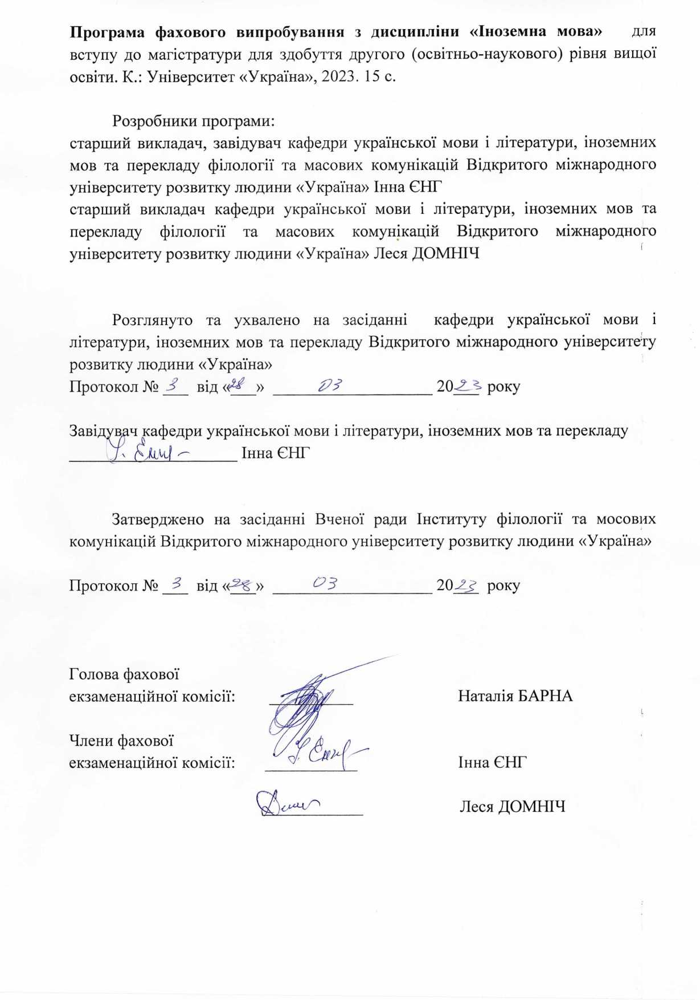 Програма фахового випробування з дисципліни «Іноземна мова» для
вступу до магістратури для здобуття другого (освітньо-наукового) рівня вищої
освіти. К.: Університет «Україна», 2023. 15 с.
Розробники програми:
старший викладач, завідувач кафедри української мови і літератури, іноземних
мов та перекладу філології та масових комунікацій Відкритого міжнародного
університету розвитку людини «Україна» Інна ЄНГ
старший викладач кафедри української мови і літератури, іноземних мов та
перекладу філології та масових комунікацій Відкритого міжнародного
університету розвитку людини «Україна» Леся ДОМНІЧ
Розглянуто та ухвалено на засіданні кафедри української мови і
літератури, іноземних мов та перекладу Відкритого міжнародного університету
розвитку людини «Україна»
Протокол № 3 від «28» 03 2023 року
Завідувач кафедри української мови і літератури, іноземних мов та перекладу
Інна ЄНГ
Затверджено на засіданні Вченої ради Інституту філології та мосових
комунікацій Відкритого міжнародного університету розвитку людини «Україна»
Протокол № 3 від «28» 03 2023 року
Голова фахової
екзаменаційної комісії: Наталія БАРНА
Члени фахової
екзаменаційної комісії: Інна ЄНГ
Леся ДОМНІЧ